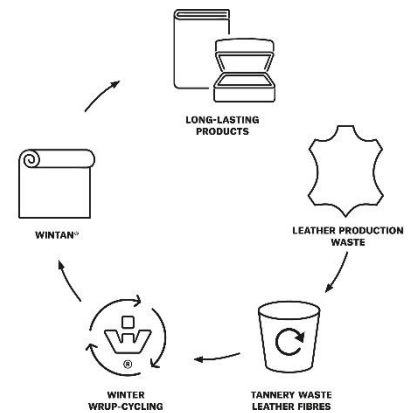 LONG-LASTING
PRODUCTS
LEATHER PRODUCTION
WASTE
WINTAN®
®
WINTER
WRUP-CYCLING
TANNERY WASTE
LEATHER FIBRES